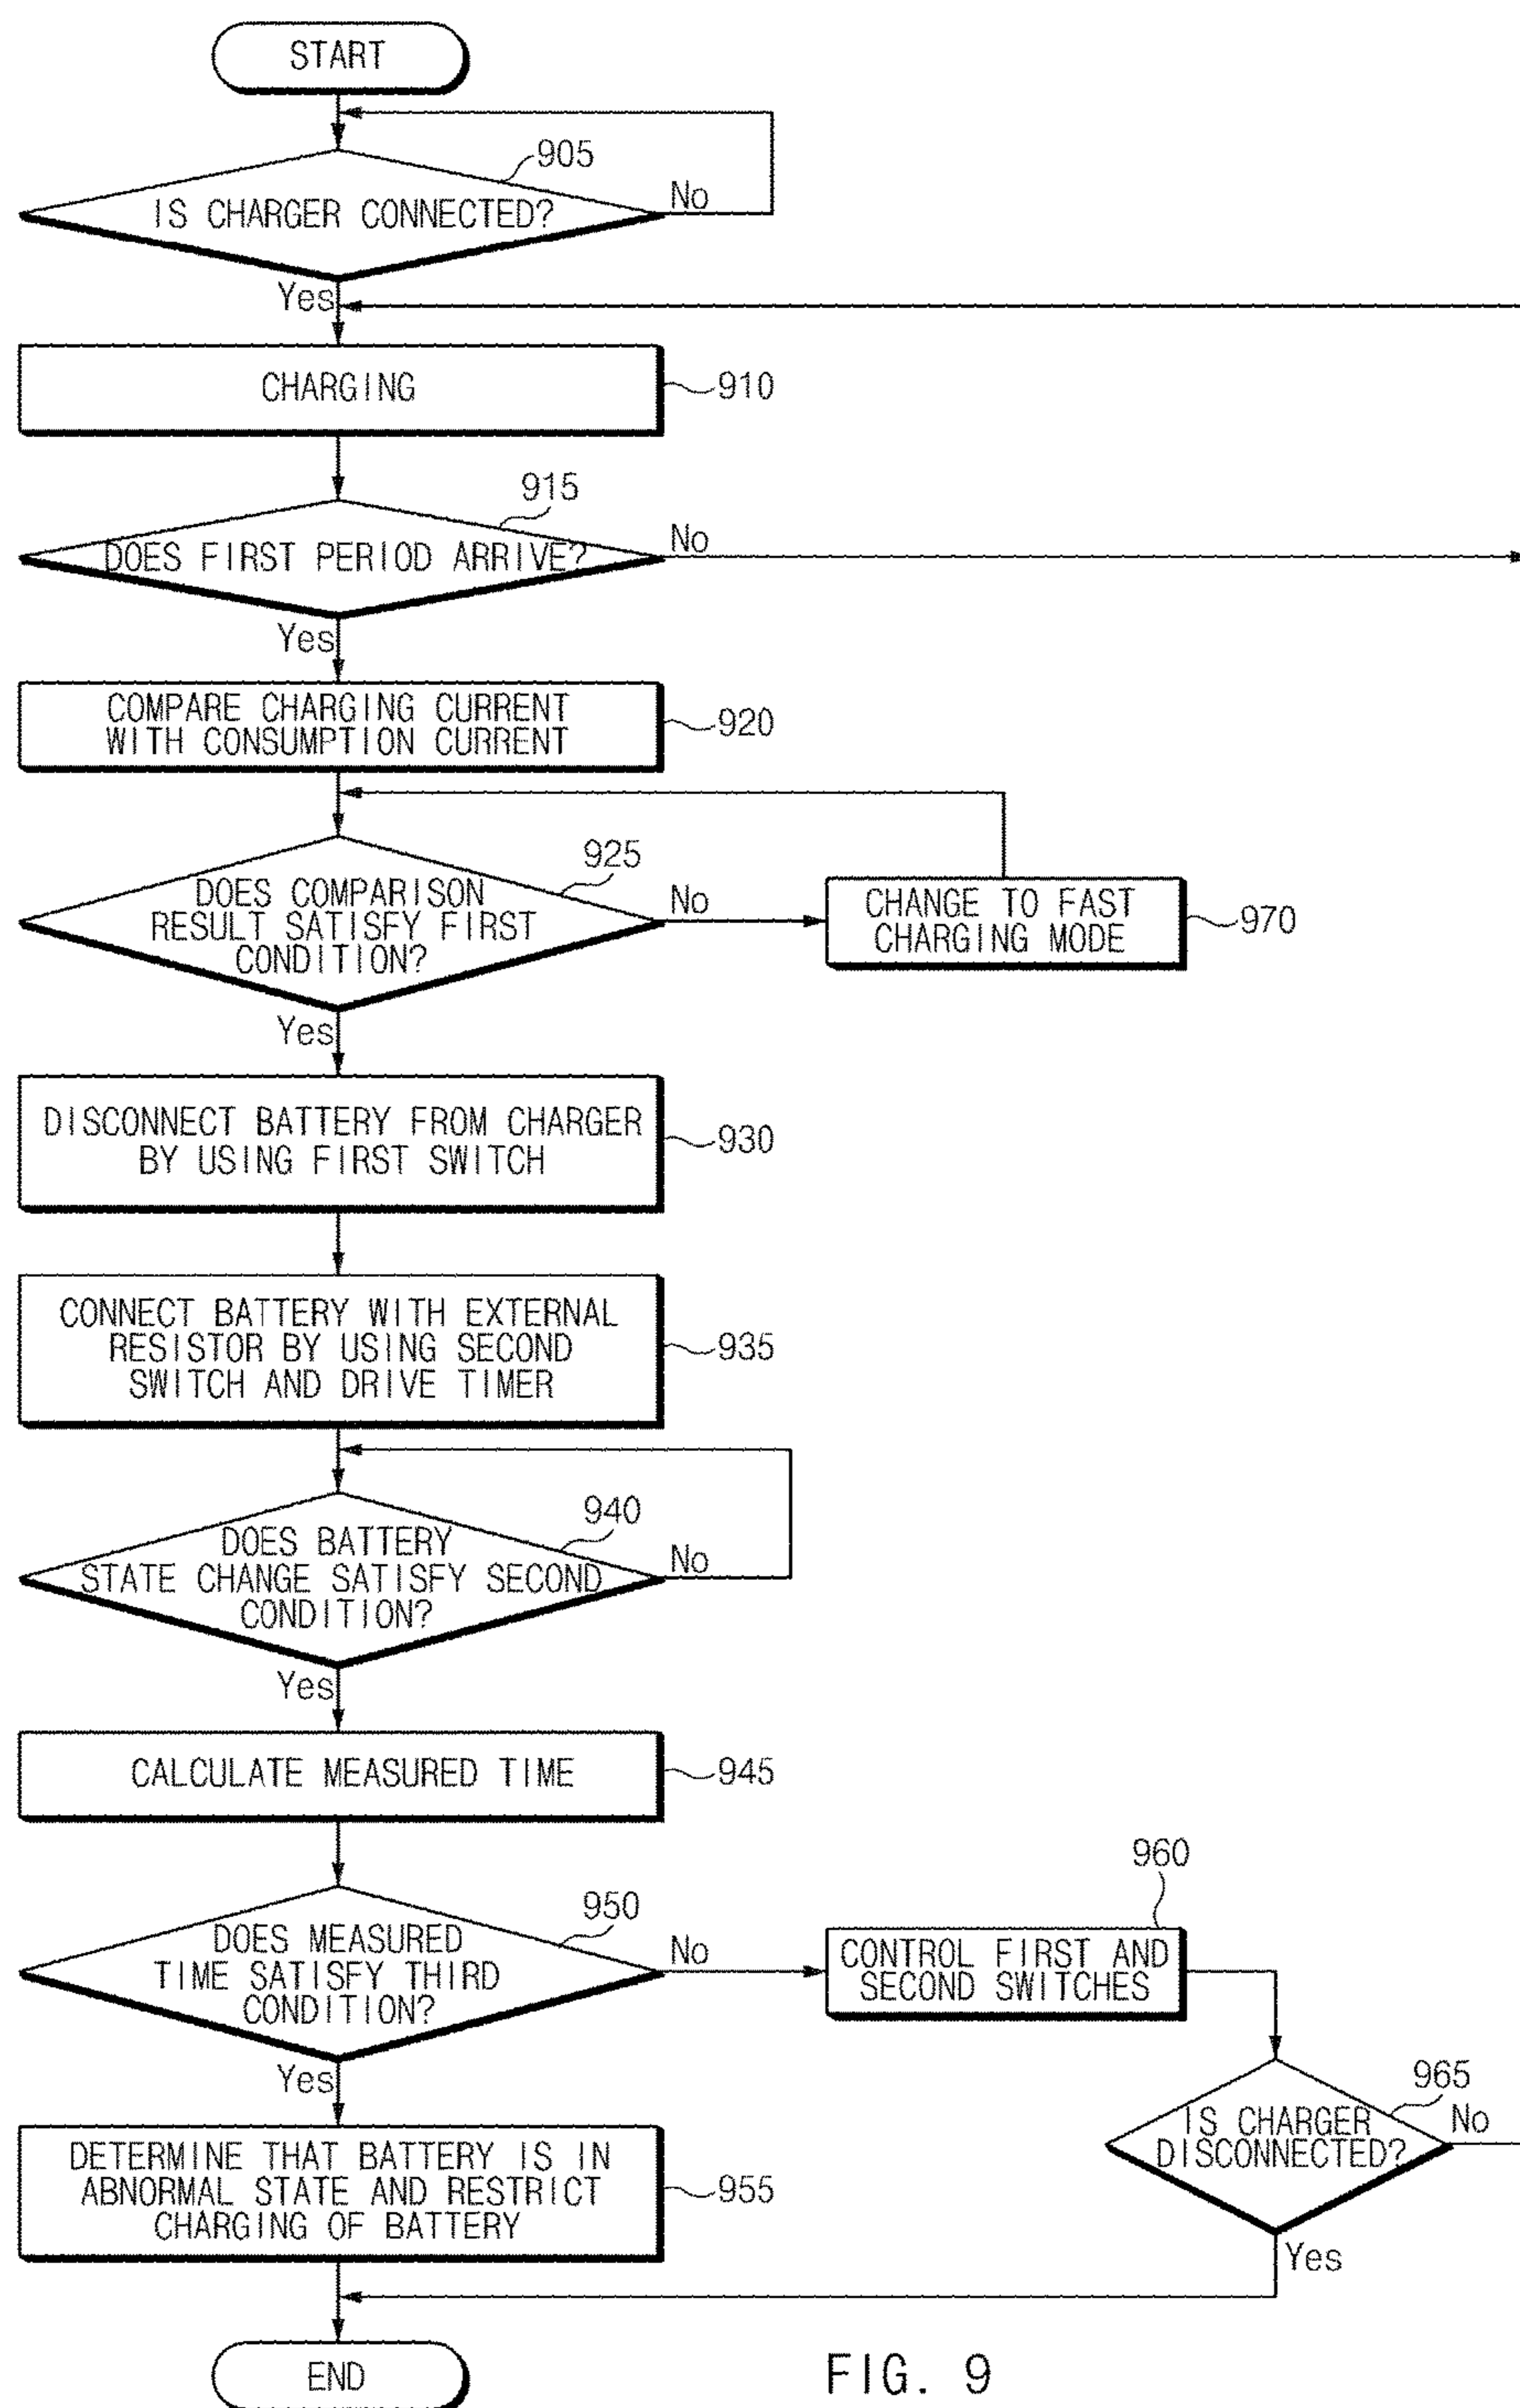 START
905
IS CHARGER CONNECTED?
No
Yes
CHARGING
910
915
DOES FIRST PERIOD ARRIVE?
No
Yes
COMPARE CHARGING CURRENT
WITH CONSUMPTION CURRENT
920
925
DOES COMPARISON
RESULT SATISFY FIRST
CONDITION?
No
CHANGE TO FAST
CHARGING MODE
970
Yes
DISCONNECT BATTERY FROM CHARGER
BY USING FIRST SWITCH
930
CONNECT BATTERY WITH EXTERNAL
RESISTOR BY USING SECOND
SWITCH AND DRIVE TIMER
935
940
DOES BATTERY
STATE CHANGE SATISFY SECOND
CONDITION?
No
Yes
CALCULATE MEASURED TIME
945
950
DOES MEASURED
TIME SATISFY THIRD
CONDITION?
No
960
CONTROL FIRST AND
SECOND SWITCHES
Yes
965
IS CHARGER
DISCONNECTED?
No
Yes
DETERMINE THAT BATTERY IS IN
ABNORMAL STATE AND RESTRICT
CHARGING OF BATTERY
955
END
FIG. 9